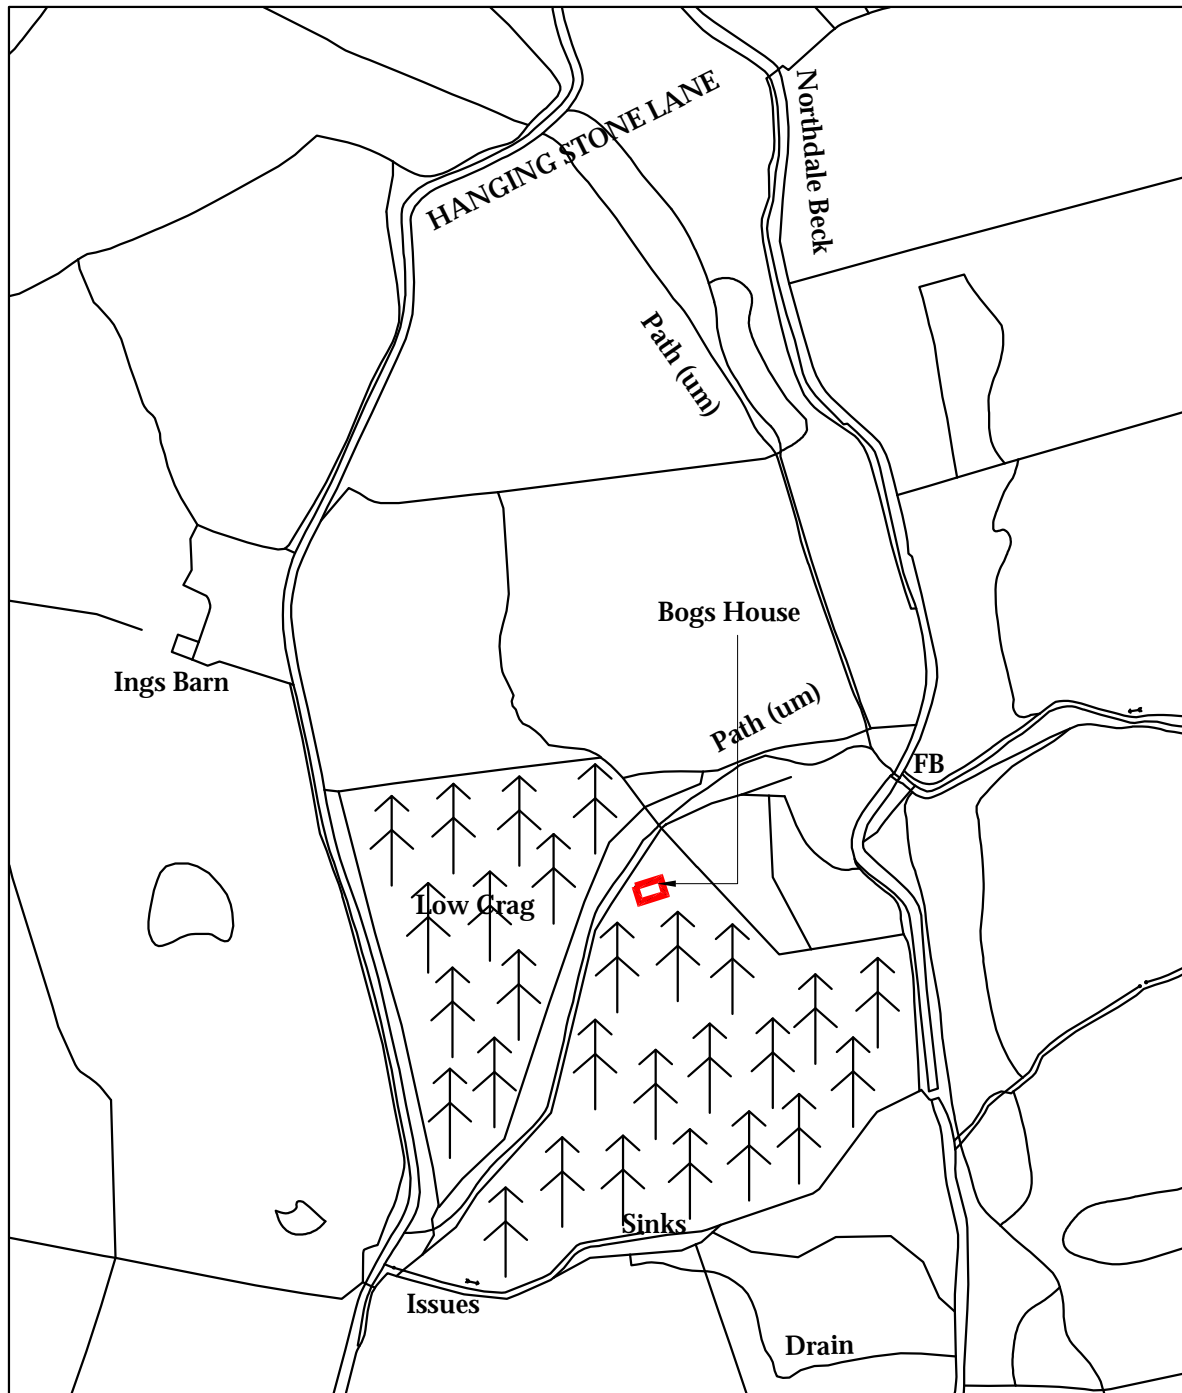 HANGING STONE LANE
Northdale Beck
Path (um)
Bogs House
Ings Barn
Path (um)
FB
Low Crag
Sinks
Issues
Drain